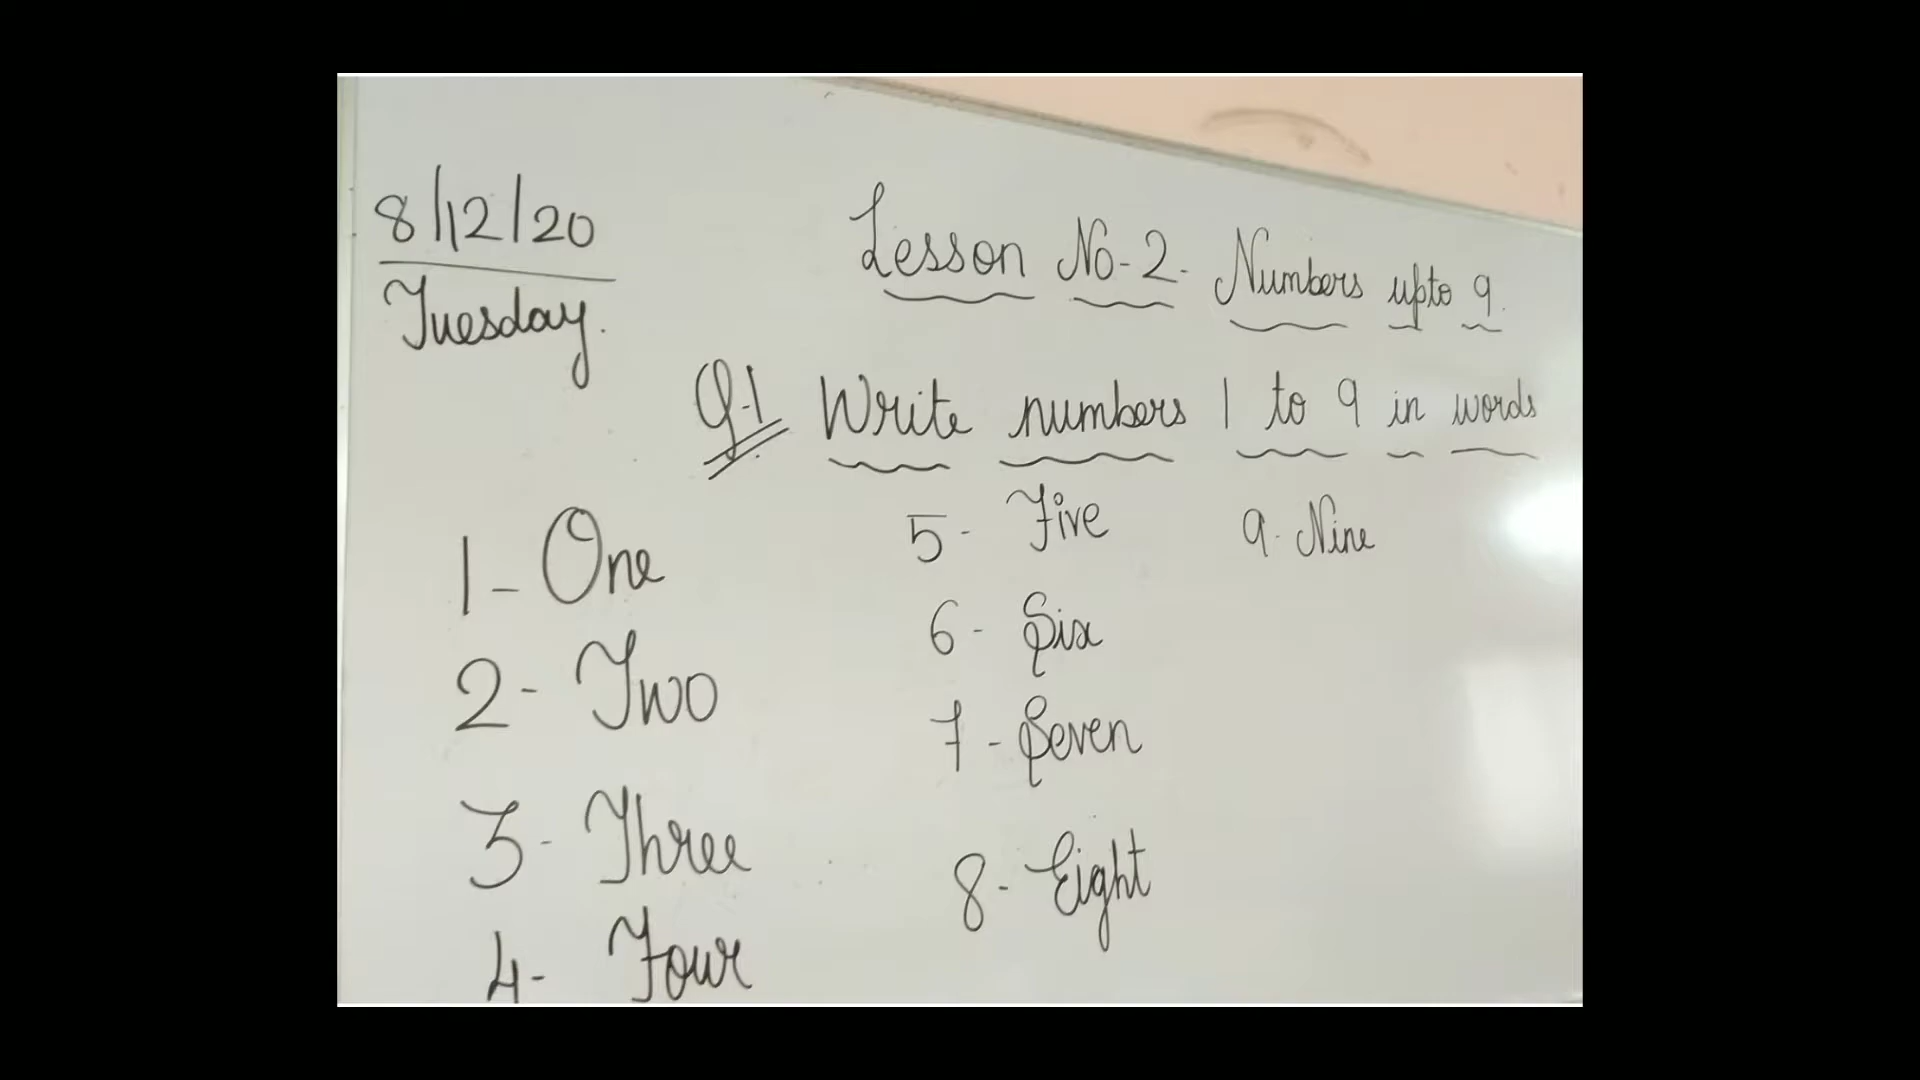 8/12/20
Tuesday.
Lesson No-2- Numbers upto 9.
Q.1 Write numbers 1 to 9 in words
1- One
2- Two
3- Three
4- Four
5- Five
6- Six
7- Seven
8- Eight
9- Nine